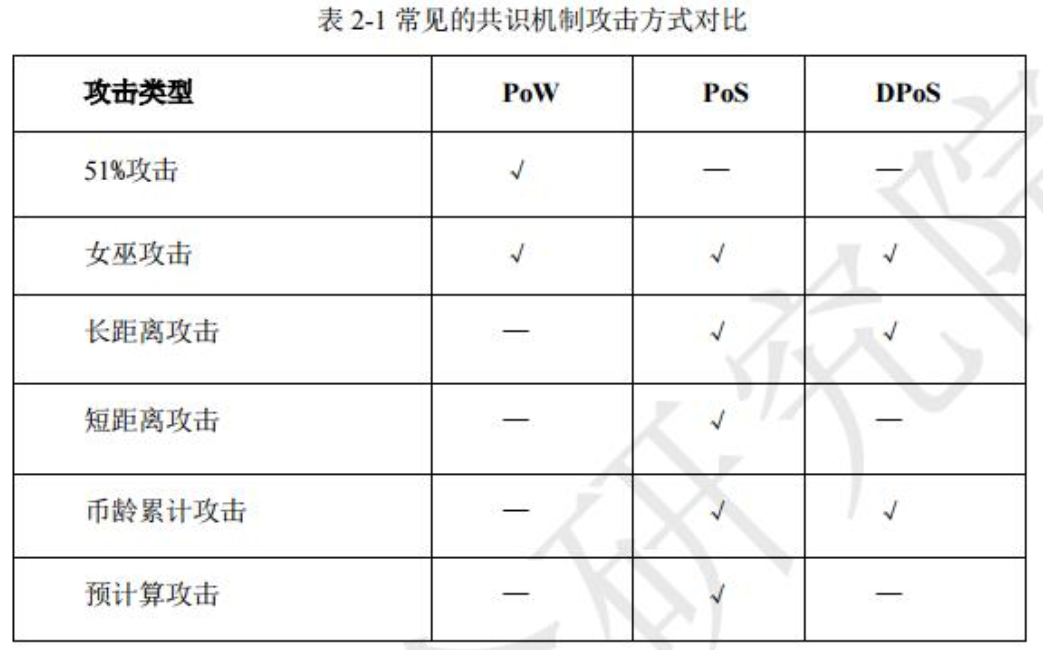 表 2-1 常见的共识机制攻击方式对比
攻击类型 PoW PoS DPoS
51%攻击 √ — —
女巫攻击 √ √ √
长距离攻击 — √ √
短距离攻击 — √ —
币龄累计攻击 — √ √
预计算攻击 — √ —
研究院